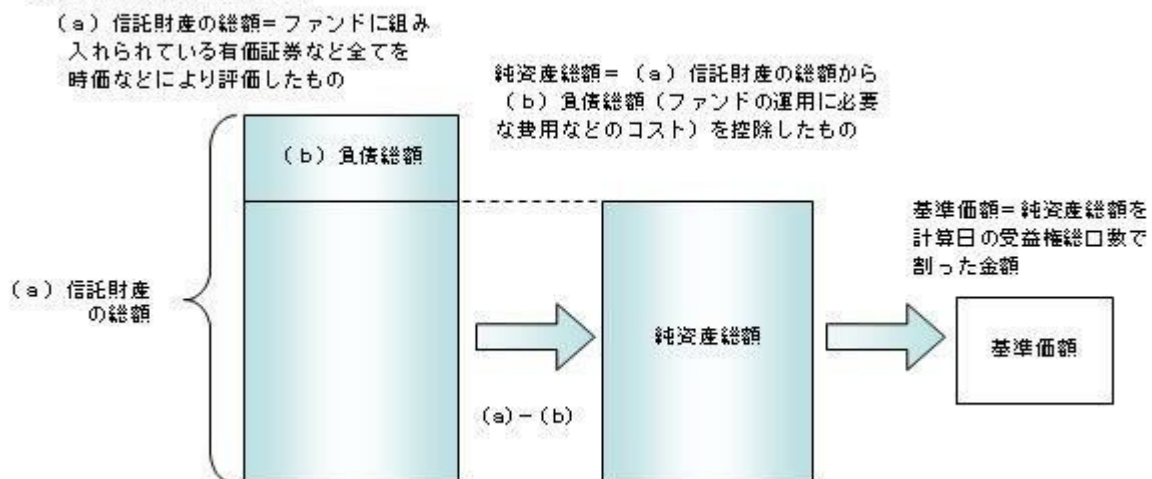 (a)信託財産の総額=ファンドに組み
入れられている有価証券など全てを
時価などにより評価したもの
純資産総額=(a)信託財産の総額から
(b)負債総額(ファンドの運用に必要
な費用などのコスト)を控除したもの
(b)負債総額
基準価額=純資産総額を
計算日の受益権総口数で
割った金額
(a)信託財産
の総額
純資産総額
基準価額
(a)-(b)